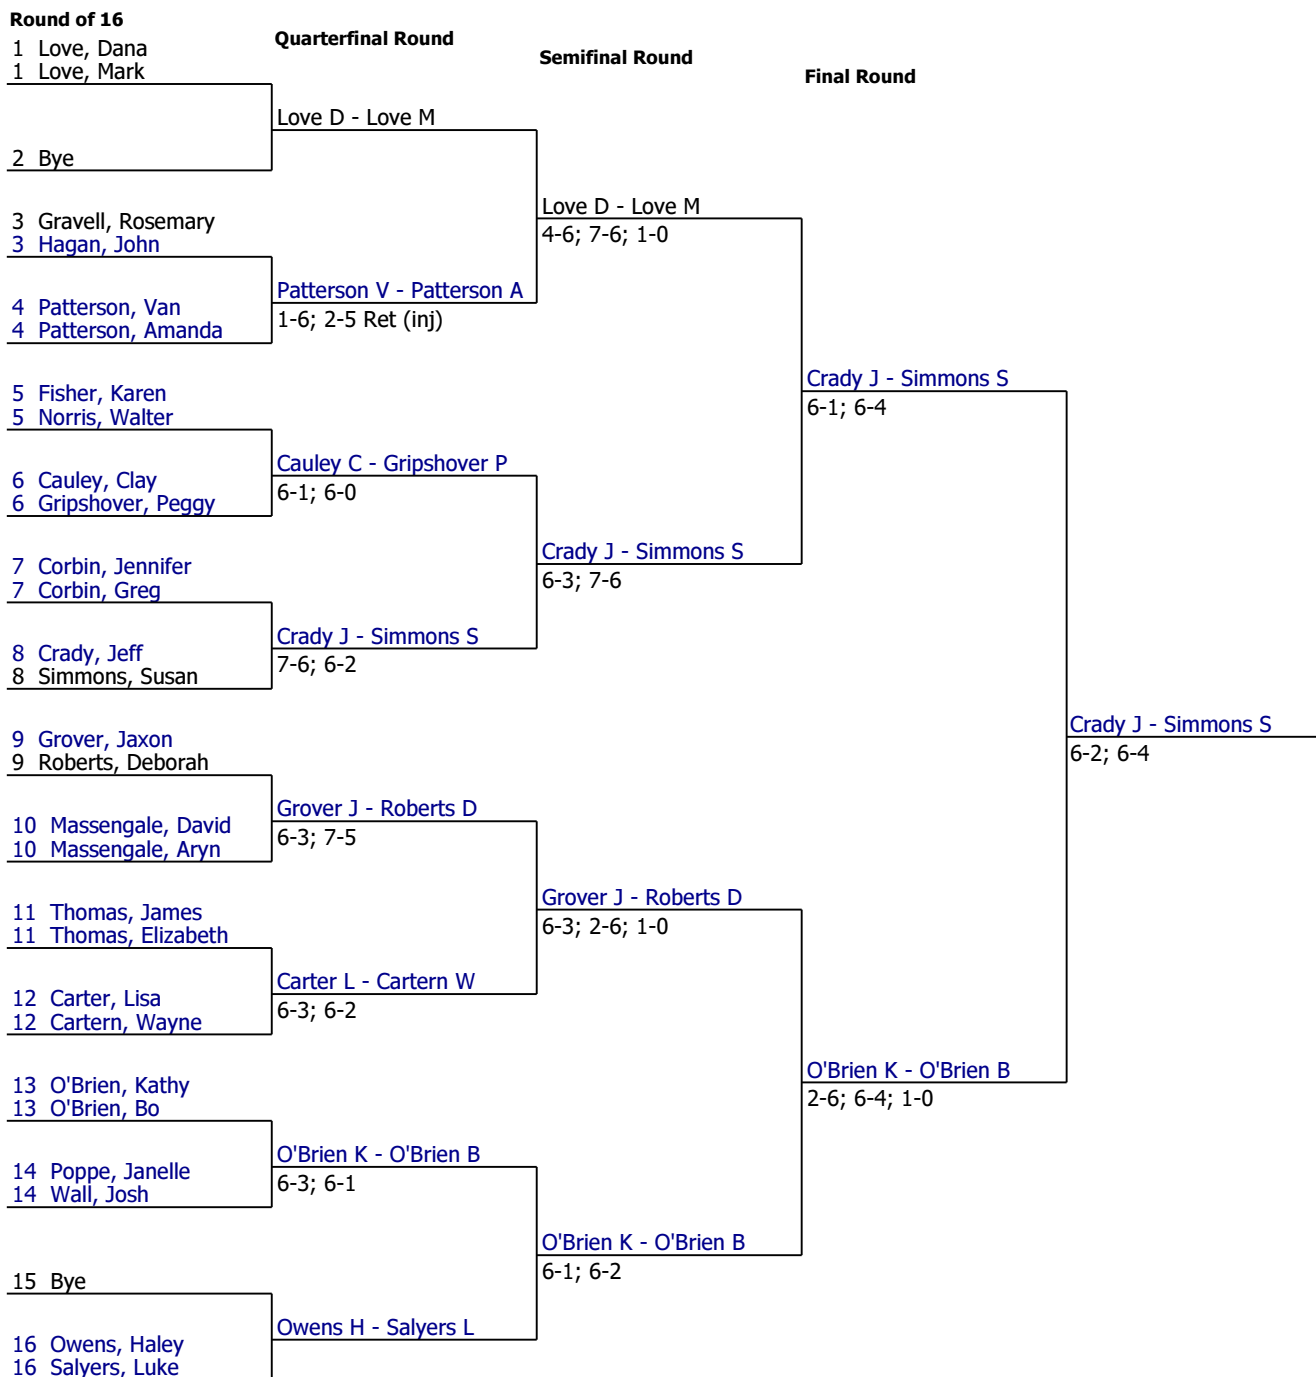 Round of 16
1 Love, Dana
1 Love, Mark
2 Bye
3 Gravell, Rosemary
3 Hagan, John
4 Patterson, Van
4 Patterson, Amanda
5 Fisher, Karen
5 Norris, Walter
6 Cauley, Clay
6 Gripshover, Peggy
7 Corbin, Jennifer
7 Corbin, Greg
8 Crady, Jeff
8 Simmons, Susan
9 Grover, Jaxon
9 Roberts, Deborah
10 Massengale, David
10 Massengale, Aryn
11 Thomas, James
11 Thomas, Elizabeth
12 Carter, Lisa
12 Cartern, Wayne
13 O'Brien, Kathy
13 O'Brien, Bo
14 Poppe, Janelle
14 Wall, Josh
15 Bye
16 Owens, Haley
16 Salyers, Luke
Quarterfinal Round
Love D - Love M
Patterson V - Patterson A
1-6; 2-5 Ret (inj)
Cauley C - Gripshover P
6-1; 6-0
Crady J - Simmons S
7-6; 6-2
Grover J - Roberts D
6-3; 7-5
Carter L - Cartern W
6-3; 6-2
O'Brien K - O'Brien B
6-3; 6-1
Owens H - Salyers L
Semifinal Round
Love D - Love M
4-6; 7-6; 1-0
Crady J - Simmons S
6-3; 7-6
Grover J - Roberts D
6-3; 2-6; 1-0
O'Brien K - O'Brien B
6-1; 6-2
Final Round
Crady J - Simmons S
6-1; 6-4
O'Brien K - O'Brien B
2-6; 6-4; 1-0
Crady J - Simmons S
6-2; 6-4